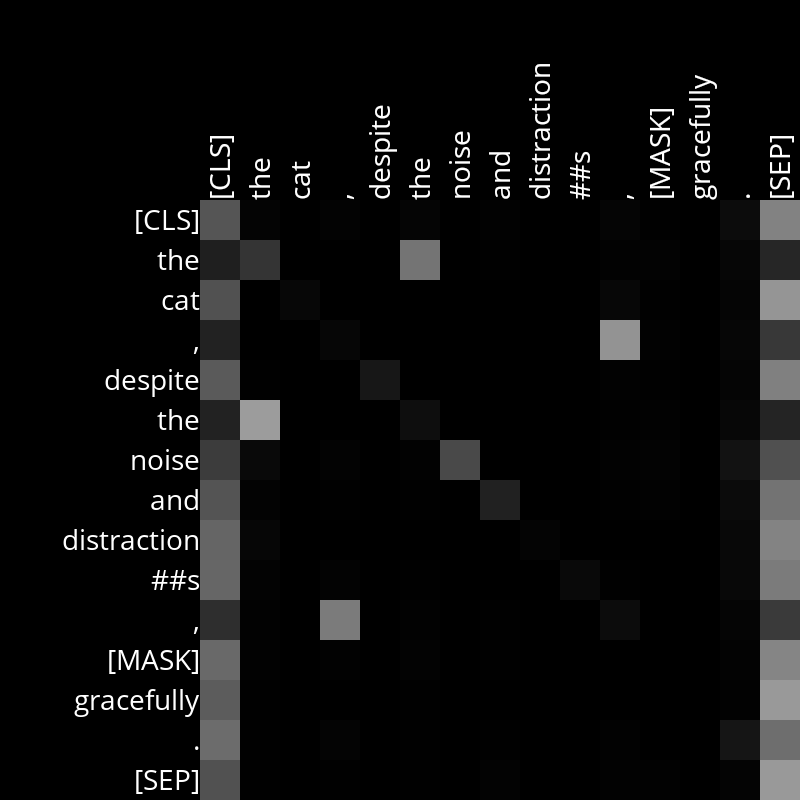 [CLS] the cat , despite the noise and distraction ##s , [MASK] gracefully . [SEP]
[CLS]
the
cat
,
despite
the
noise
and
distraction
##s
,
[MASK]
gracefully
.
[SEP]